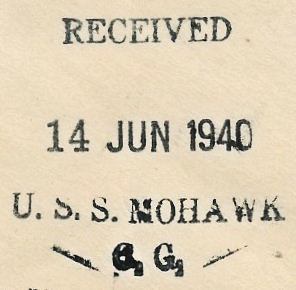 RECEIVED
14 JUN 1940
U. S. S. MOHAWK
C. G.